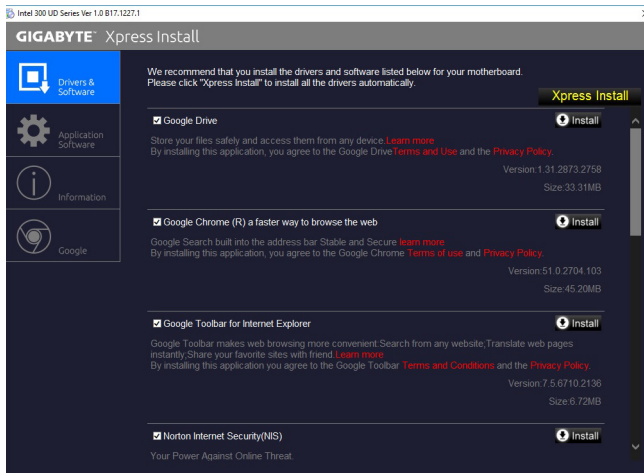 Intel 300 UD Series Ver 1.0 B17.1227.1
GIGABYTE™ Xpress Install
Drivers & Software
We recommend that you install the drivers and software listed below for your motherboard.
Please click "Xpress Install" to install all the drivers automatically.
Xpress Install
Application Software
Information
Google
Google Drive
Install
Store your files safely and access them from any device.Learn more
By installing this application, you agree to the Google DriveTerms and Use and the Privacy Policy.
Version:1.31.2873.2758
Size:33.31MB
Google Chrome (R) a faster way to browse the web
Install
Google Search built into the address bar Stable and Secure learn more
By installing this application, you agree to the Google Chrome Terms of use and Privacy Policy.
Version:51.0.2704.103
Size:45.20MB
Google Toolbar for Internet Explorer
Install
Google Toolbar makes web browsing more convenient.Search from any website;Translate web pages
instantly;Share your favorite sites with friend.Learn more
By installing this application you agree to the Google Toolbar Terms and Conditions and the Privacy Policy.
Version:7.5.6710.2136
Size:6.72MB
Norton Internet Security(NIS)
Install
Your Power Against Online Threat.